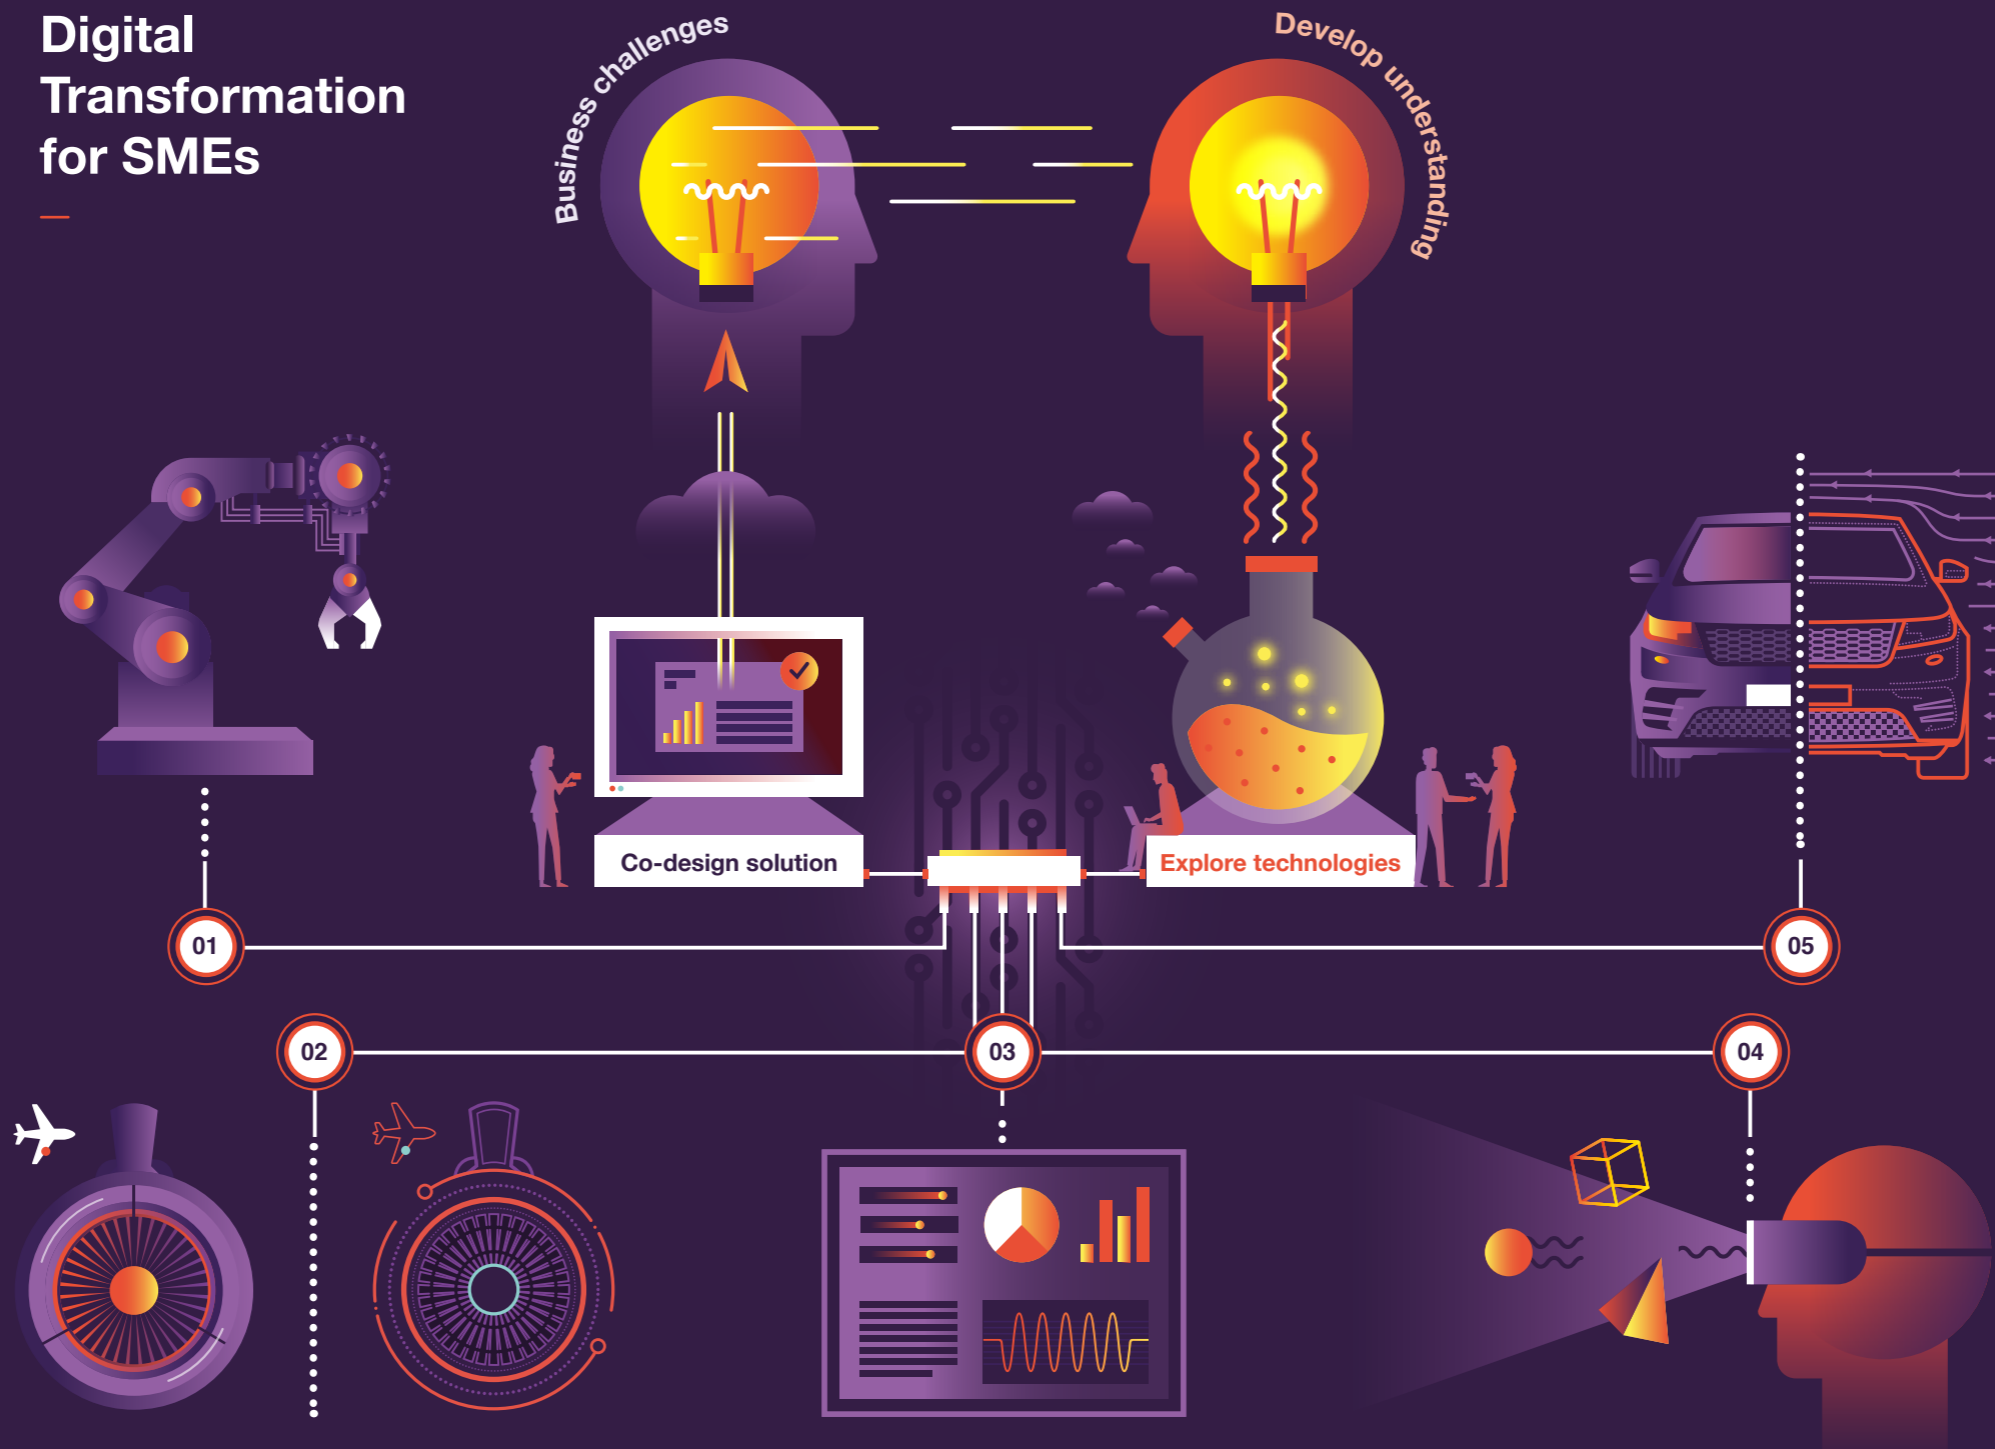 Digital
Transformation
for SMEs
Business challenges
Develop understanding
Co-design solution
Explore technologies
01
05
02
03
04